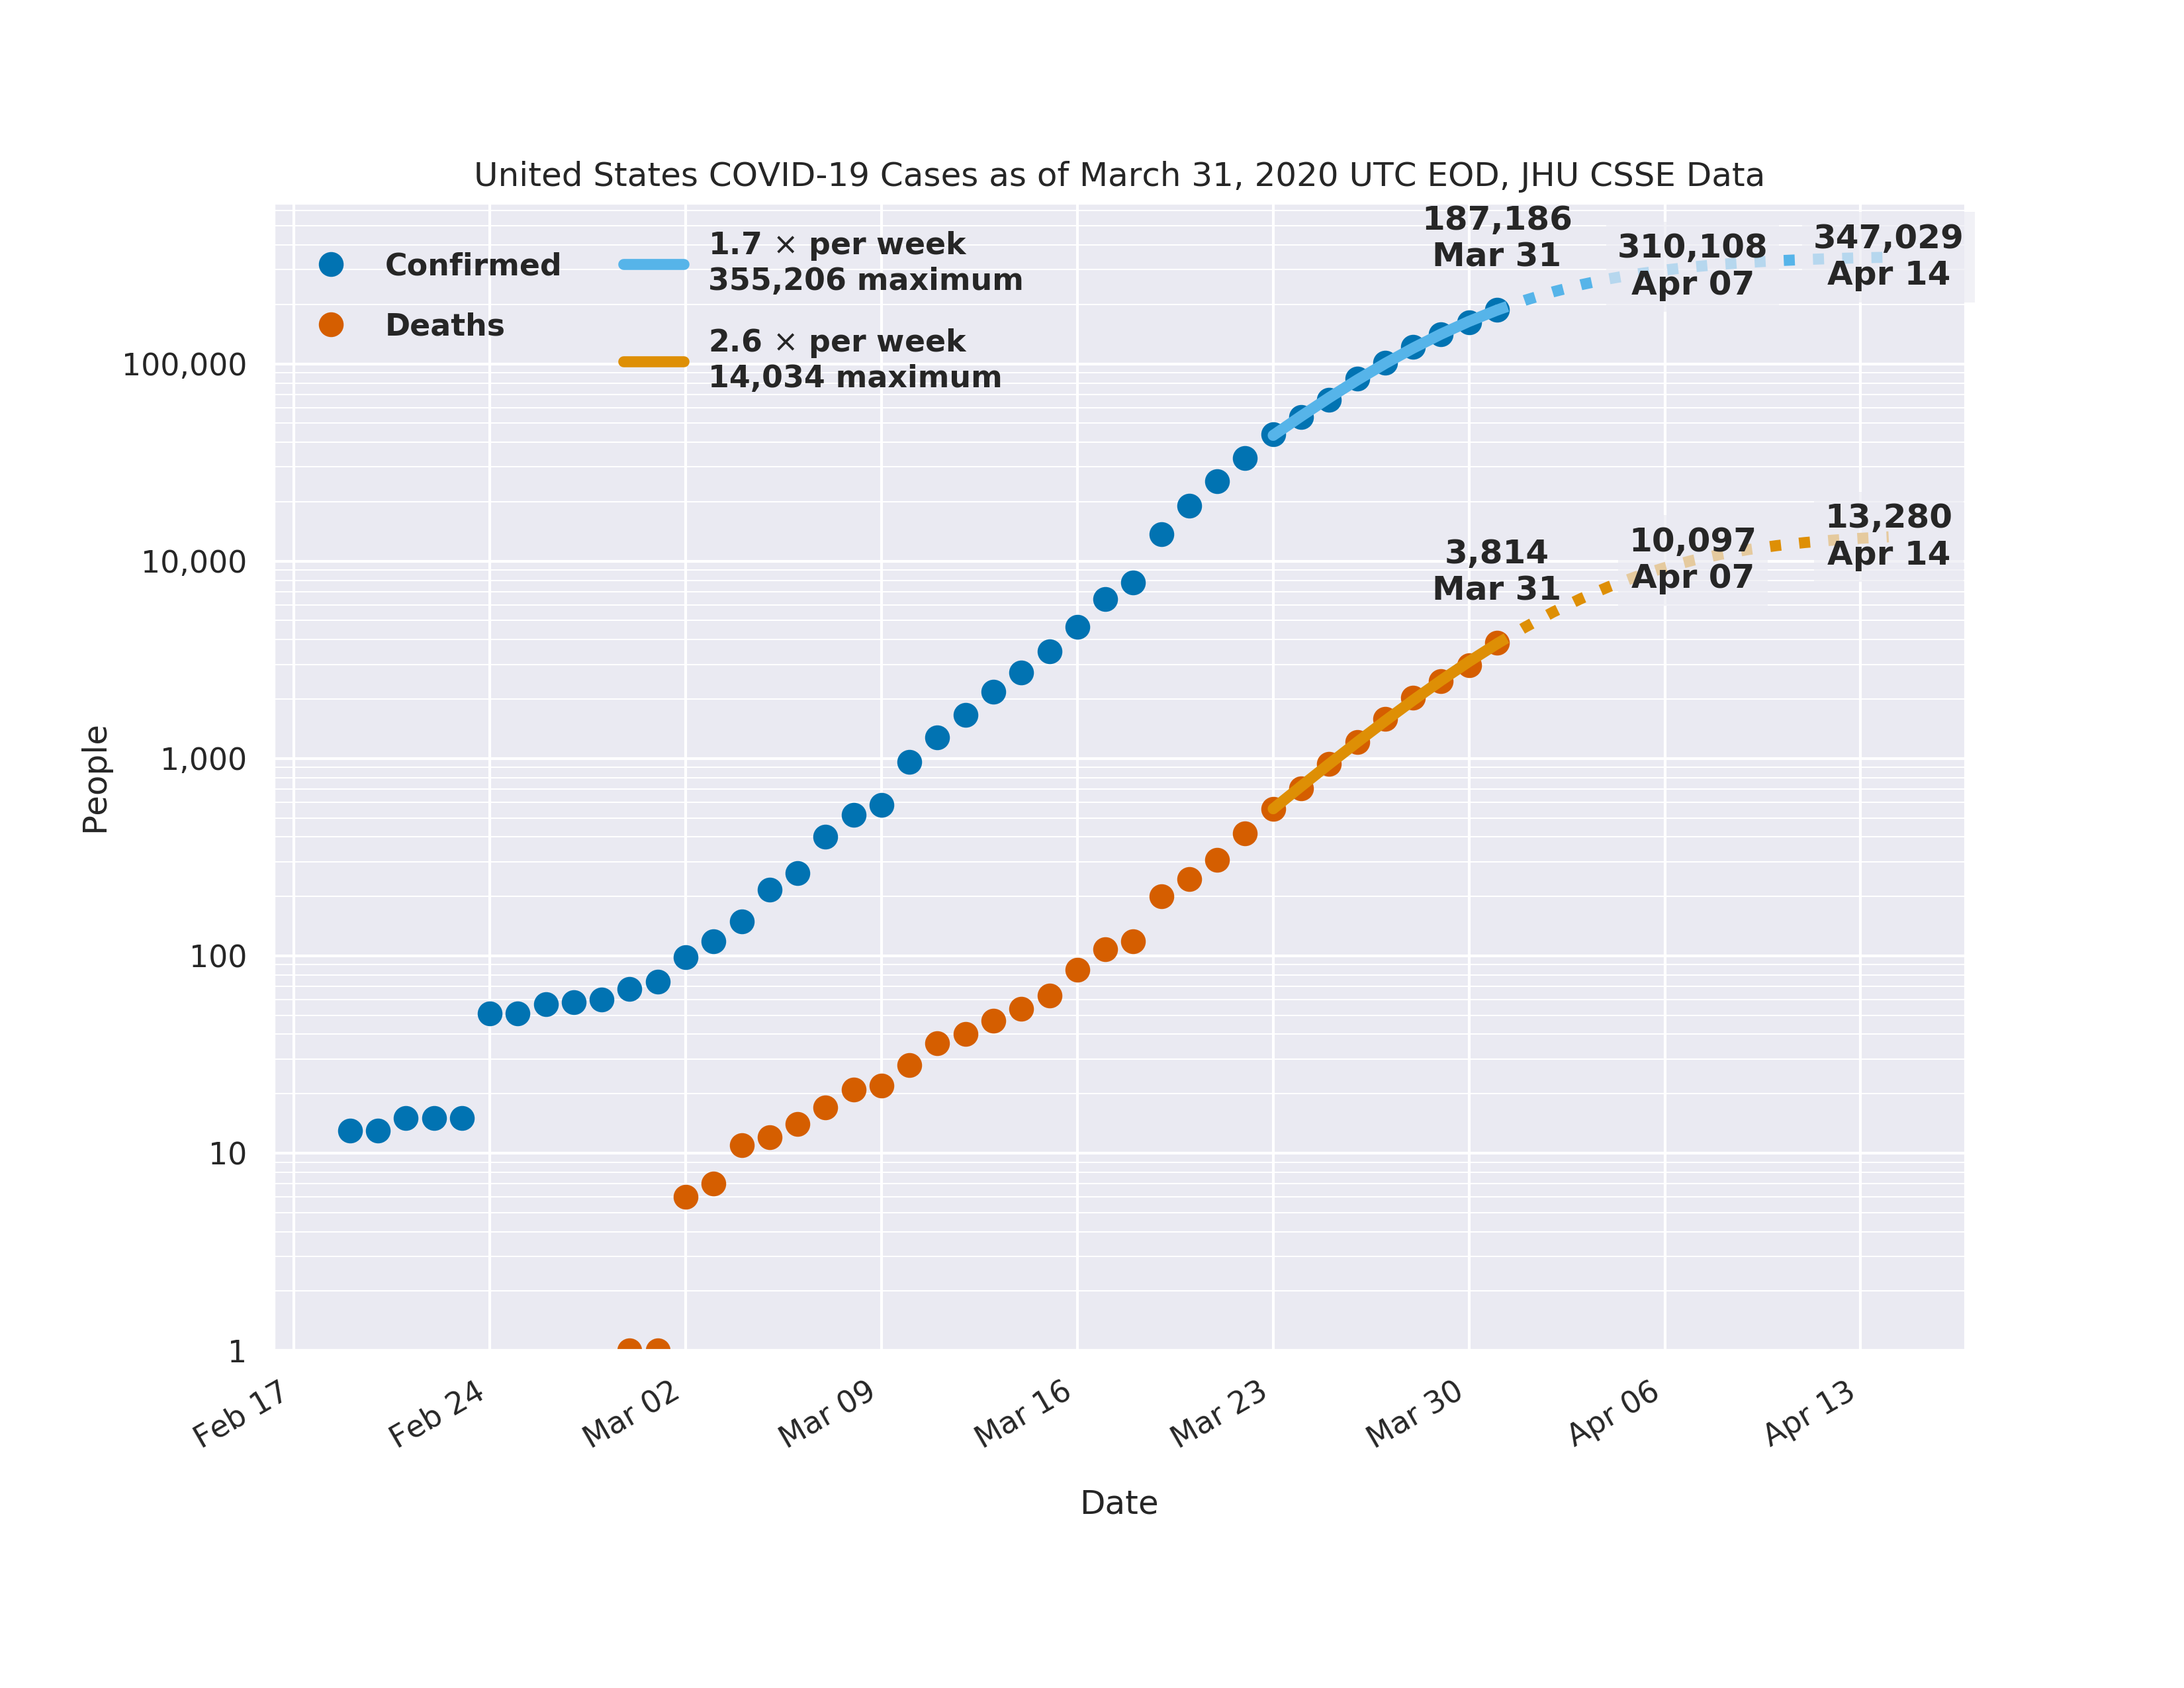 United States COVID-19 Cases as of March 31, 2020 UTC EOD, JHU CSSE Data
Confirmed
Deaths
1.7 × per week
355,206 maximum
2.6 × per week
14,034 maximum
187,186
Mar 31
310,108
Apr 07
347,029
Apr 14
3,814
Mar 31
10,097
Apr 07
13,280
Apr 14
People
100,000
10,000
1,000
100
10
1
Feb 17
Feb 24
Mar 02
Mar 09
Mar 16
Mar 23
Mar 30
Apr 06
Apr 13
Date